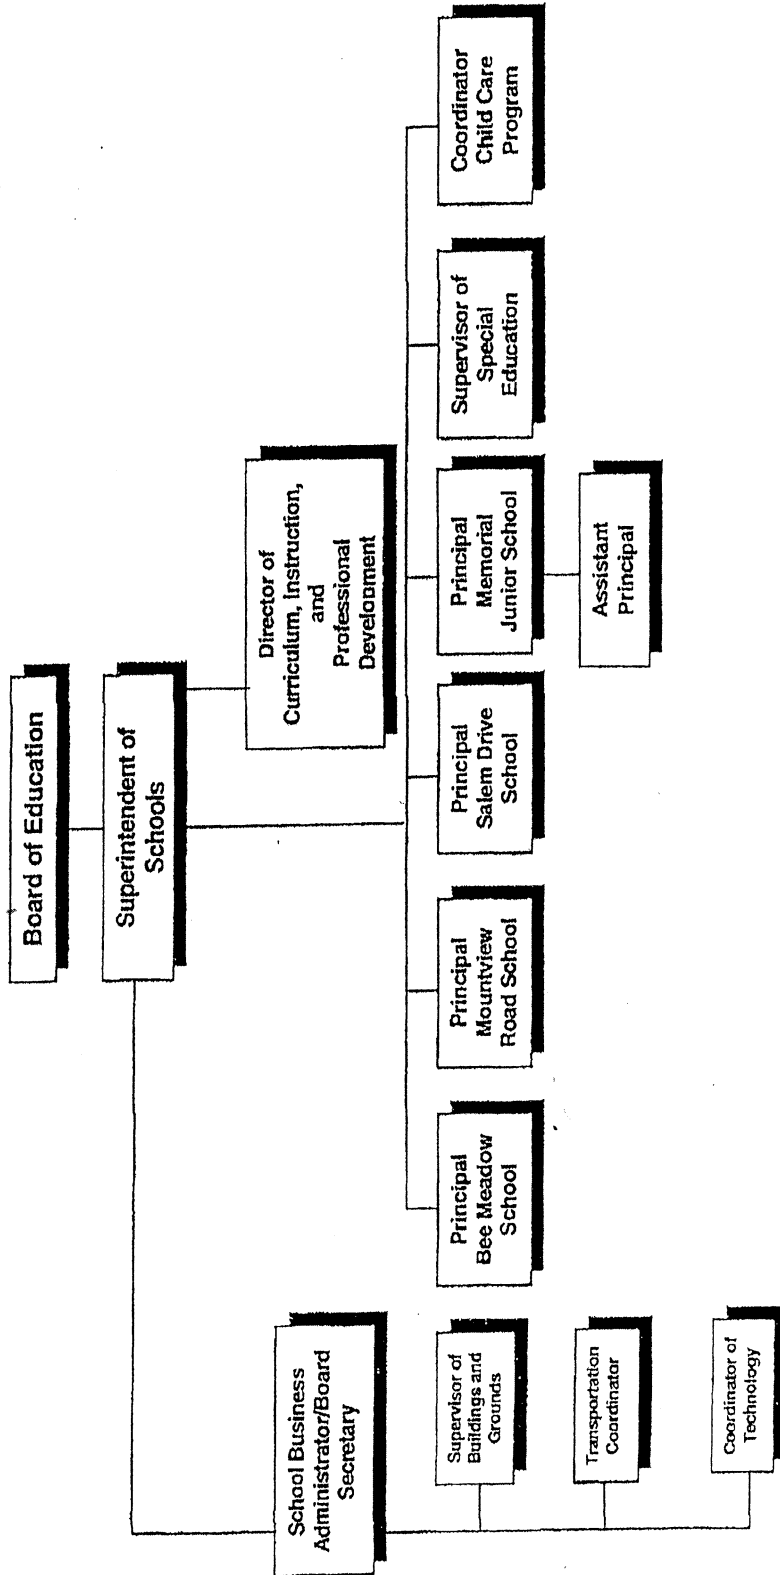 Board of Education
Superintendent of
Schools
School Business
Administrator/Board
Secretary
Director of
Curriculum, Instruction,
and
Professional
Development
Supervisor of
Buildings and
Grounds
Transportation
Coordinator
Coordinator of
Technology
Principal
Bee Meadow
School
Principal
Mountview
Road School
Principal
Salem Drive
School
Principal
Memorial
Junior School
Assistant
Principal
Supervisor of
Special
Education
Coordinator
Child Care
Program